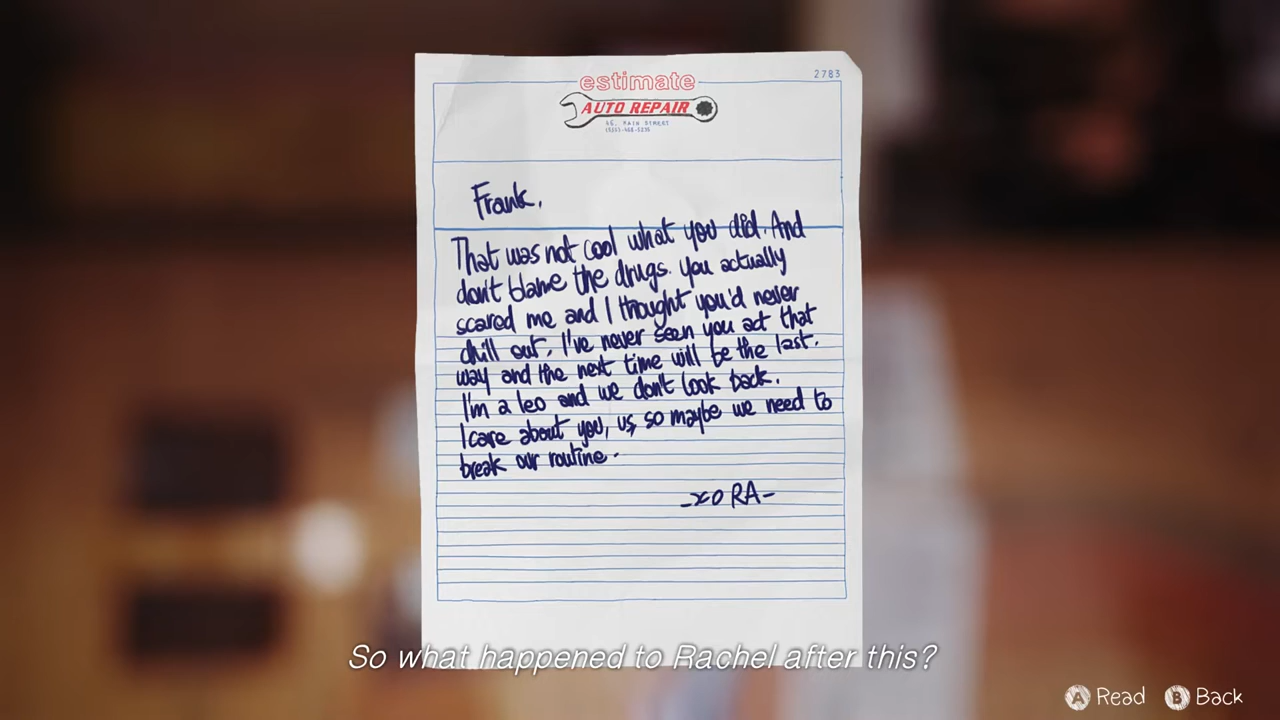 2783
estimate
AUTO REPAIR
46, MAIN STREET
Frank,
That was not cool what you did. And
don't blame the drugs. You actually
scared me and I thought you'd never
chill out. I've never seen you act that
way and the next time will be the last.
I'm a leo and we don't look back.
I care about you, us, so maybe we need to
break our routine.
-xo RA-
So what happened to Rachel after this?
A Read B Back